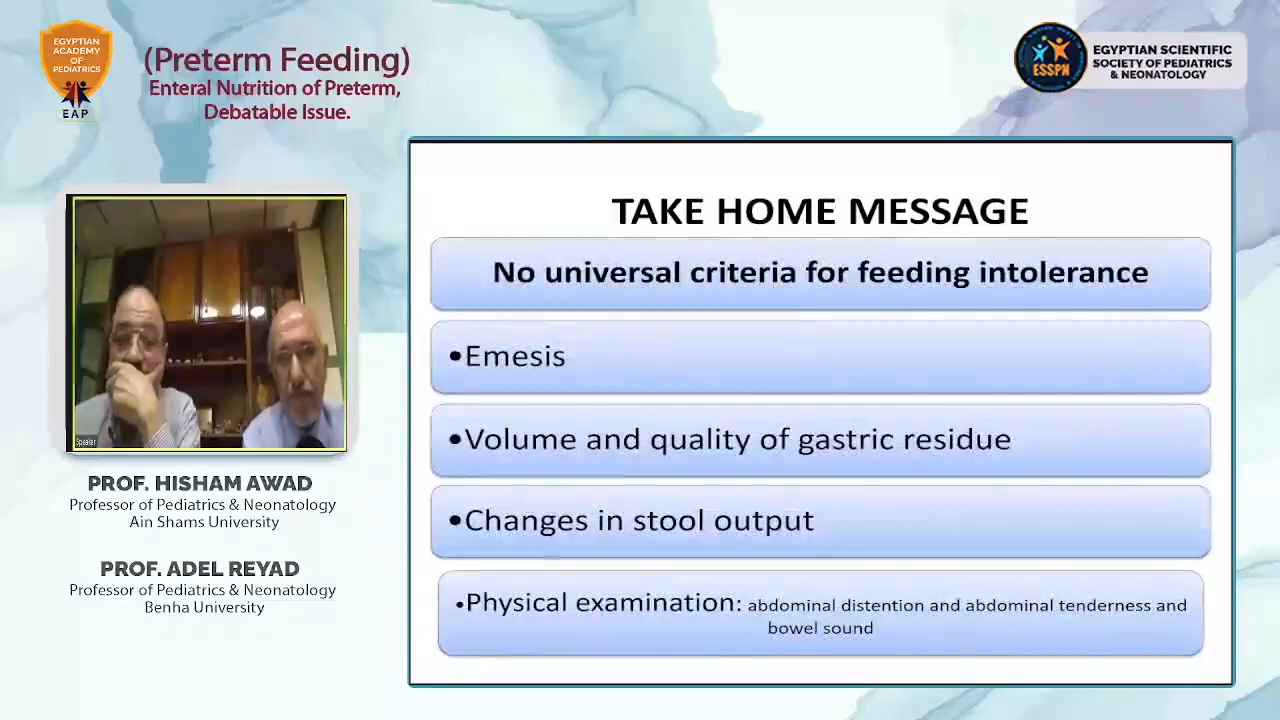 EGYPTIAN
ACADEMY
OF
PEDIATRICS
EAP
(Preterm Feeding)
Enteral Nutrition of Preterm,
Debatable Issue.
ESSPN
EGYPTIAN SCIENTIFIC
SOCIETY OF PEDIATRICS
& NEONATOLOGY
Speaker
PROF. HISHAM AWAD
Professor of Pediatrics & Neonatology
Ain Shams University
PROF. ADEL REYAD
Professor of Pediatrics & Neonatology
Benha University
TAKE HOME MESSAGE
No universal criteria for feeding intolerance
•Emesis
•Volume and quality of gastric residue
•Changes in stool output
•Physical examination: abdominal distention and abdominal tenderness and
bowel sound